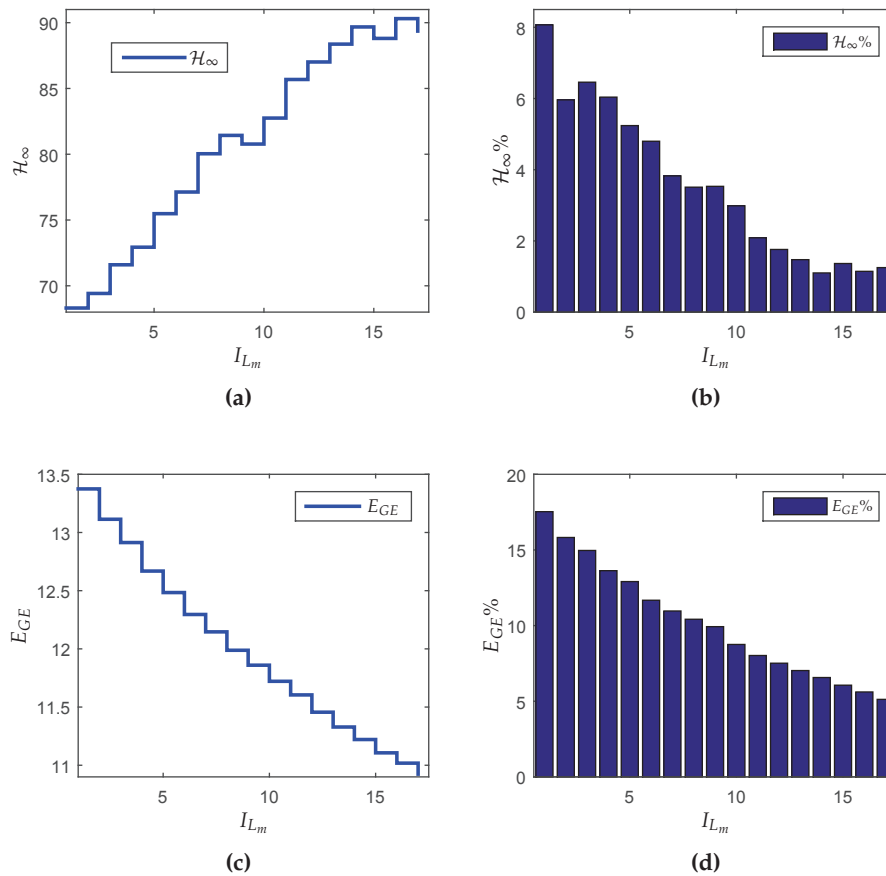 90
85
80
75
70
ℋ∞
ℋ∞
5
10
15
I_{L_m}
(a)
8
6
4
2
0
ℋ∞%
ℋ∞%
5
10
15
I_{L_m}
(b)
13.5
13
12.5
12
11.5
11
E_{GE}
E_{GE}
5
10
15
I_{L_m}
(c)
20
15
10
5
0
E_{GE}%
E_{GE}%
5
10
15
I_{L_m}
(d)